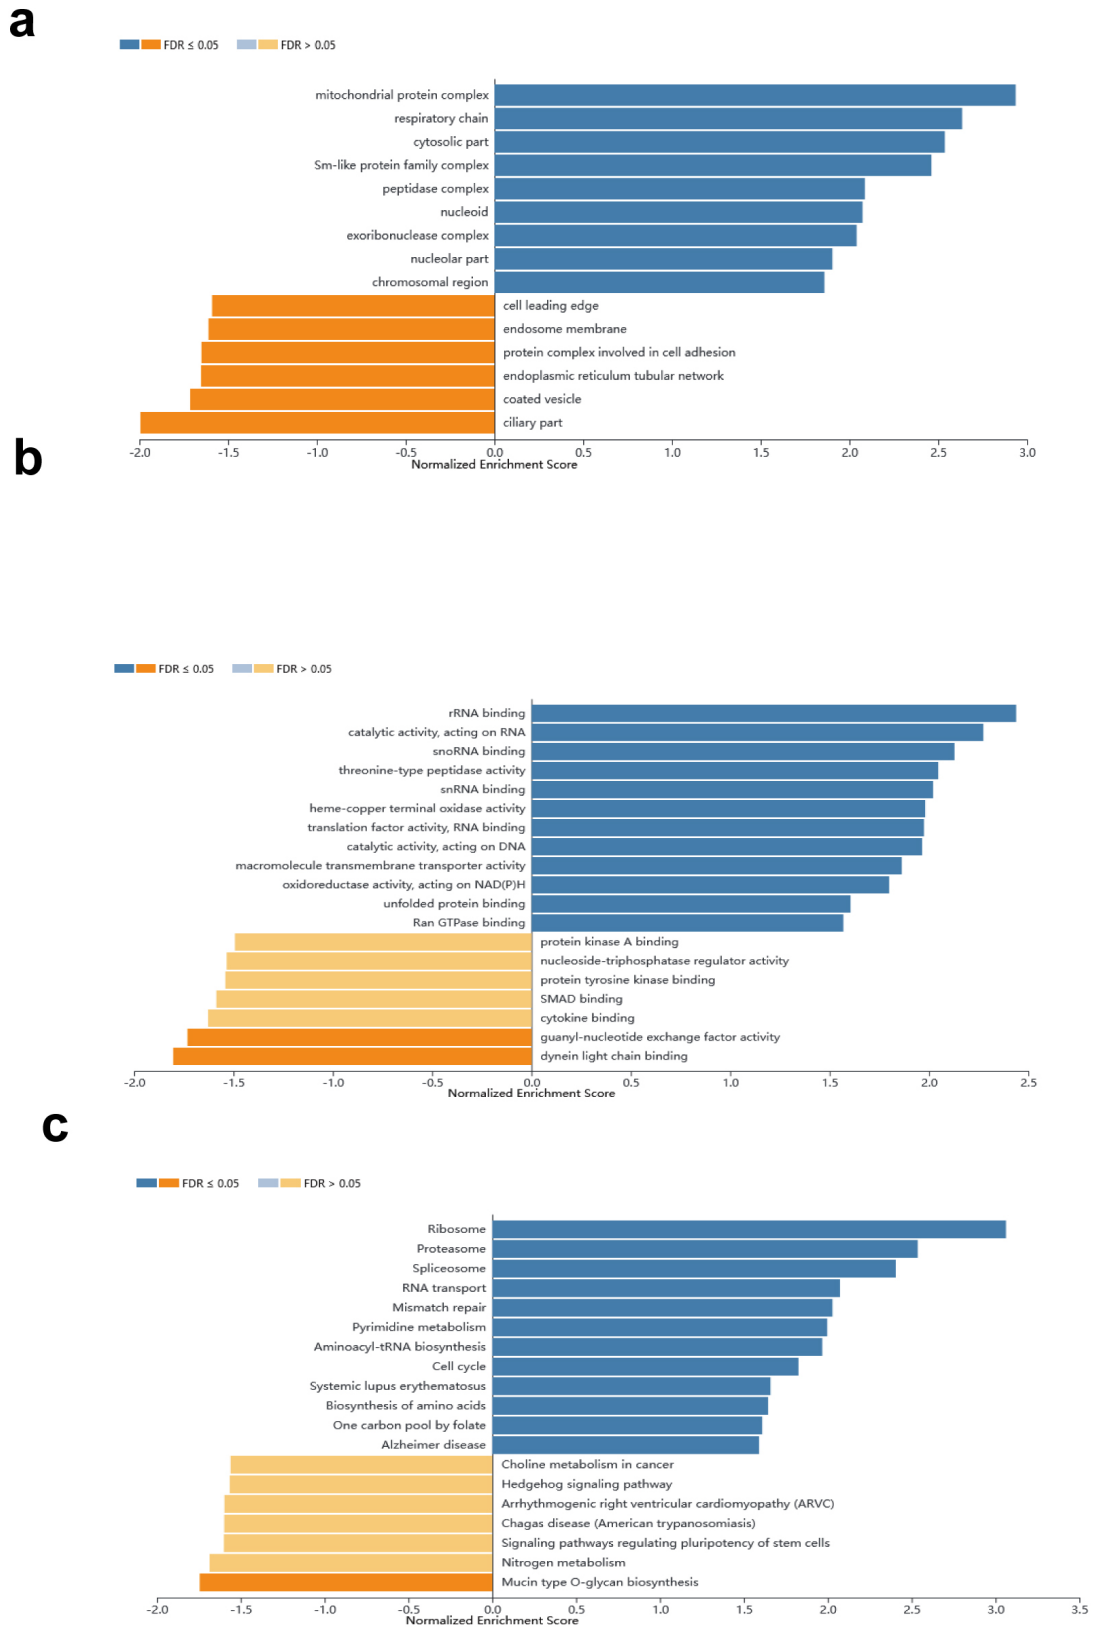 a
FDR ≤ 0.05 FDR > 0.05
mitochondrial protein complex
respiratory chain
cytosolic part
Sm-like protein family complex
peptidase complex
nucleoid
exoribonuclease complex
nucleolar part
chromosomal region
cell leading edge
endosome membrane
protein complex involved in cell adhesion
endoplasmic reticulum tubular network
coated vesicle
ciliary part
-2.0 -1.5 -1.0 -0.5 0.0 0.5 1.0 1.5 2.0 2.5 3.0
Normalized Enrichment Score
b
FDR ≤ 0.05 FDR > 0.05
rRNA binding
catalytic activity, acting on RNA
snoRNA binding
threonine-type peptidase activity
snRNA binding
heme-copper terminal oxidase activity
translation factor activity, RNA binding
catalytic activity, acting on DNA
macromolecule transmembrane transporter activity
oxidoreductase activity, acting on NAD(P)H
unfolded protein binding
Ran GTPase binding
protein kinase A binding
nucleoside-triphosphatase regulator activity
protein tyrosine kinase binding
SMAD binding
cytokine binding
guanyl-nucleotide exchange factor activity
dynein light chain binding
-2.0 -1.5 -1.0 -0.5 0.0 0.5 1.0 1.5 2.0 2.5
Normalized Enrichment Score
c
FDR ≤ 0.05 FDR > 0.05
Ribosome
Proteasome
Spliceosome
RNA transport
Mismatch repair
Pyrimidine metabolism
Aminoacyl-tRNA biosynthesis
Cell cycle
Systemic lupus erythematosus
Biosynthesis of amino acids
One carbon pool by folate
Alzheimer disease
Choline metabolism in cancer
Hedgehog signaling pathway
Arrhythmogenic right ventricular cardiomyopathy (ARVC)
Chagas disease (American trypanosomiasis)
Signaling pathways regulating pluripotency of stem cells
Nitrogen metabolism
Mucin type O-glycan biosynthesis
-2.0 -1.5 -1.0 -0.5 0.0 0.5 1.0 1.5 2.0 2.5 3.0 3.5
Normalized Enrichment Score